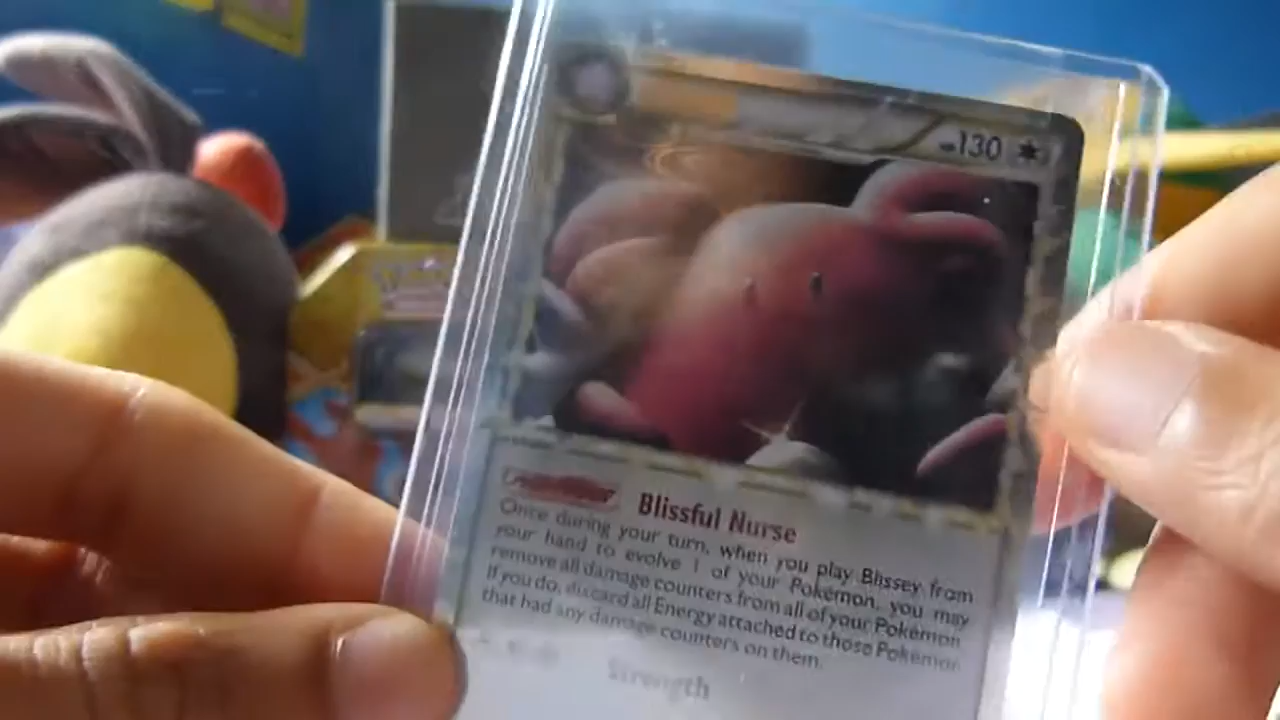 HP130
Blissful Nurse
Once during your turn, when you play Blissey from
your hand to evolve 1 of your Pokémon, you may
remove all damage counters from all of your Pokémon.
If you do, discard all Energy attached to those Pokémon
that had any damage counters on them.
Strength